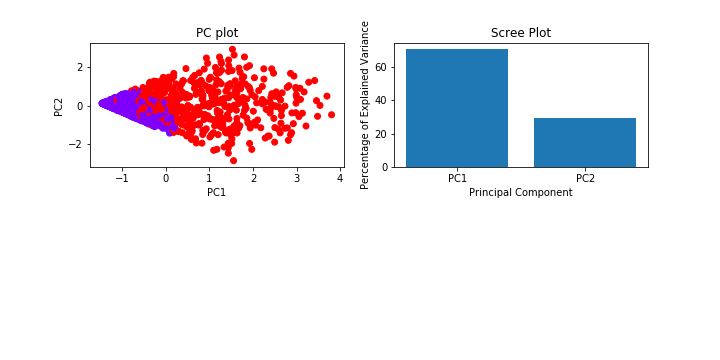 PC plot
PC2
2
0
−2
−1
0
1
2
3
4
PC1
Scree Plot
Percentage of Explained Variance
60
40
20
0
PC1
PC2
Principal Component